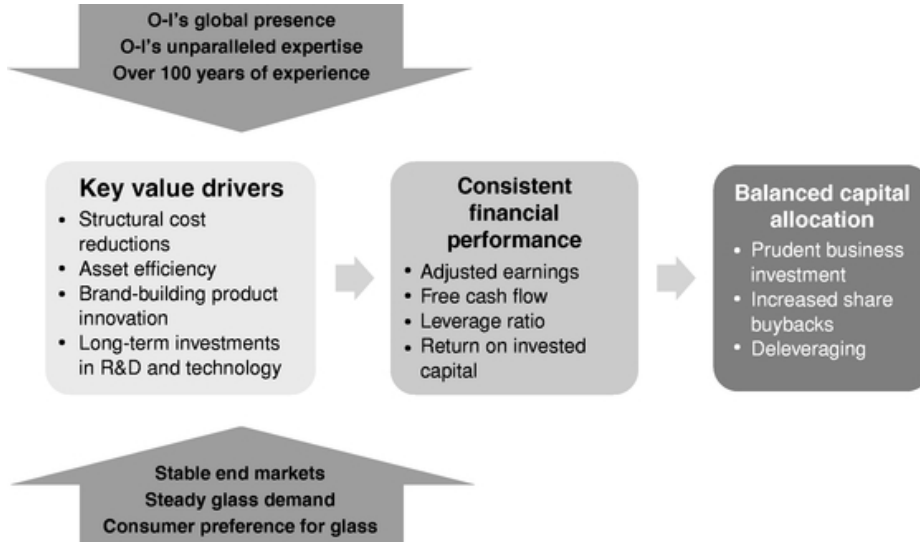 O-I's global presence
O-I's unparalleled expertise
Over 100 years of experience
Key value drivers
• Structural cost
reductions
• Asset efficiency
• Brand-building product
innovation
• Long-term investments
in R&D and technology
Consistent
financial
performance
• Adjusted earnings
• Free cash flow
• Leverage ratio
• Return on invested
capital
Balanced capital
allocation
• Prudent business
investment
• Increased share
buybacks
• Deleveraging
Stable end markets
Steady glass demand
Consumer preference for glass